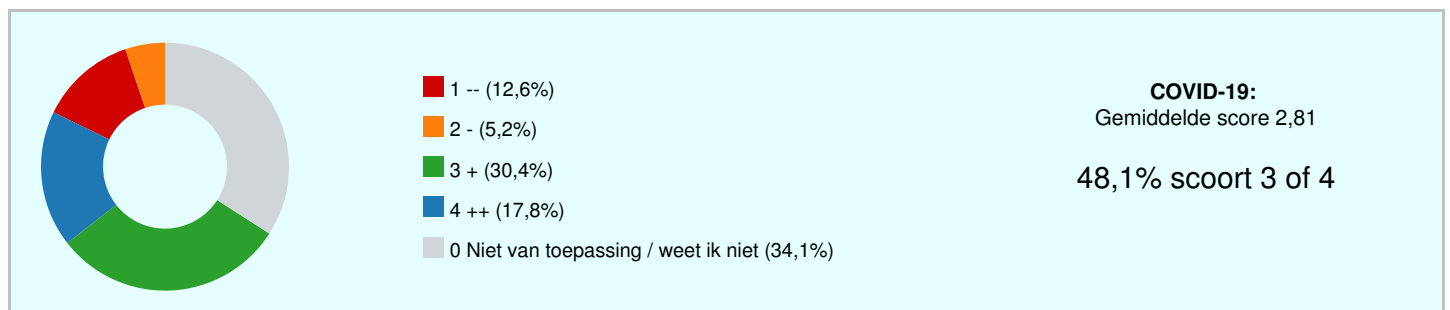 1 -- (12,6%)
2 - (5,2%)
3 + (30,4%)
4 ++ (17,8%)
0 Niet van toepassing / weet ik niet (34,1%)
COVID-19:
Gemiddelde score 2,81
48,1% scoort 3 of 4